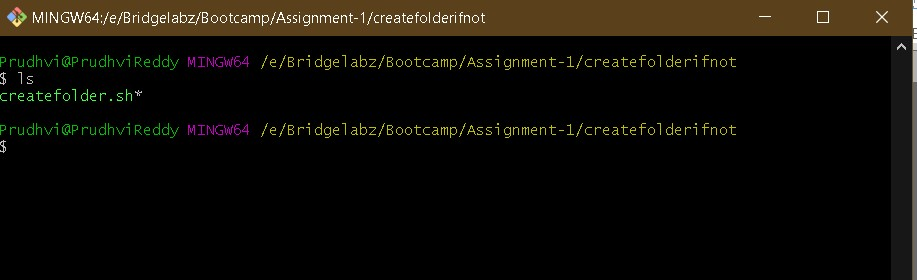 MINGW64:/e/Bridgelabz/Bootcamp/Assignment-1/createfolderifnot
Prudhvi@PrudhviReddy MINGW64 /e/Bridgelabz/Bootcamp/Assignment-1/createfolderifnot
$ ls
createfolder.sh*
Prudhvi@PrudhviReddy MINGW64 /e/Bridgelabz/Bootcamp/Assignment-1/createfolderifnot
$